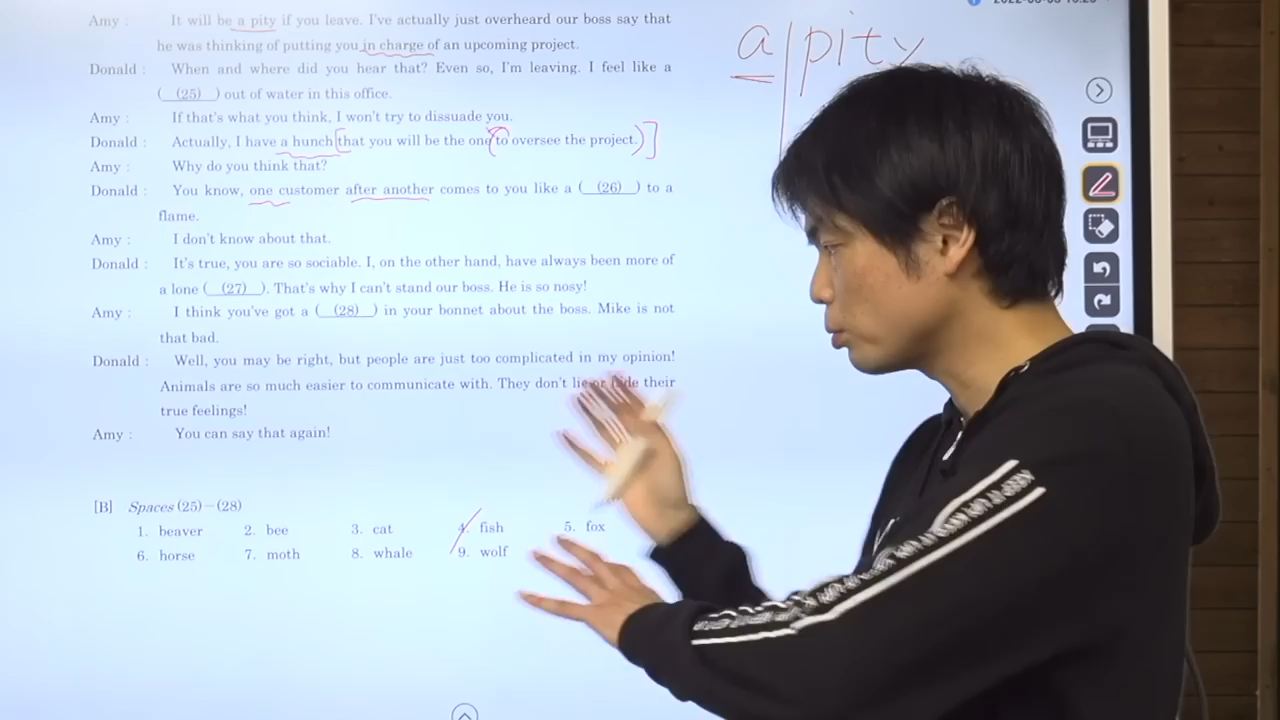 Amy : It will be a pity if you leave. I've actually just overheard our boss say that
he was thinking of putting you in charge of an upcoming project.
Donald : When and where did you hear that? Even so, I'm leaving. I feel like a
( (25) ) out of water in this office.
Amy : If that's what you think, I won't try to dissuade you.
Donald : Actually, I have a hunch that you will be the one to oversee the project.
Amy : Why do you think that?
Donald : You know, one customer after another comes to you like a ( (26) ) to a
flame.
Amy : I don't know about that.
Donald : It's true, you are so sociable. I, on the other hand, have always been more of
a lone ( (27) ). That's why I can't stand our boss. He is so nosy!
Amy : I think you've got a ( (28) ) in your bonnet about the boss. Mike is not
that bad.
Donald : Well, you may be right, but people are just too complicated in my opinion!
Animals are so much easier to communicate with. They don't lie or hide their
true feelings!
Amy : You can say that again!
[B] Spaces (25)-(28)
1. beaver 2. bee 3. cat 4. fish 5. fox
6. horse 7. moth 8. whale 9. wolf
a pity